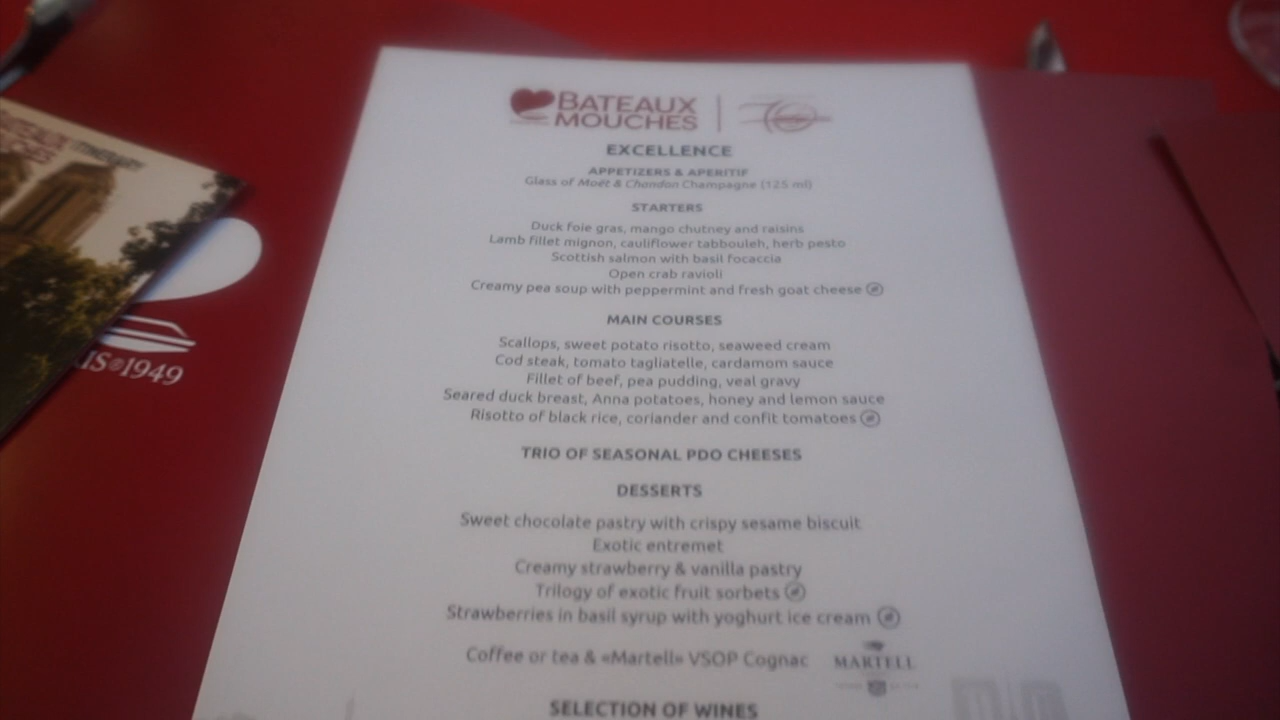 BATEAUX
MOUCHES
70
EXCELLENCE
APPETIZERS & APERITIF
Glass of Moët & Chandon Champagne (125 ml)
STARTERS
Duck foie gras, mango chutney and raisins
Lamb fillet mignon, cauliflower tabbouleh, herb pesto
Scottish salmon with basil focaccia
Open crab ravioli
Creamy pea soup with peppermint and fresh goat cheese
MAIN COURSES
Scallops, sweet potato risotto, seaweed cream
Cod steak, tomato tagliatelle, cardamom sauce
Fillet of beef, pea pudding, veal gravy
Seared duck breast, Anna potatoes, honey and lemon sauce
Risotto of black rice, coriander and confit tomatoes
TRIO OF SEASONAL PDO CHEESES
DESSERTS
Sweet chocolate pastry with crispy sesame biscuit
Exotic entremet
Creamy strawberry & vanilla pastry
Trilogy of exotic fruit sorbets
Strawberries in basil syrup with yoghurt ice cream
Coffee or tea & «Martell» VSOP Cognac
MARTELL
SELECTION OF WINES
IS®1949